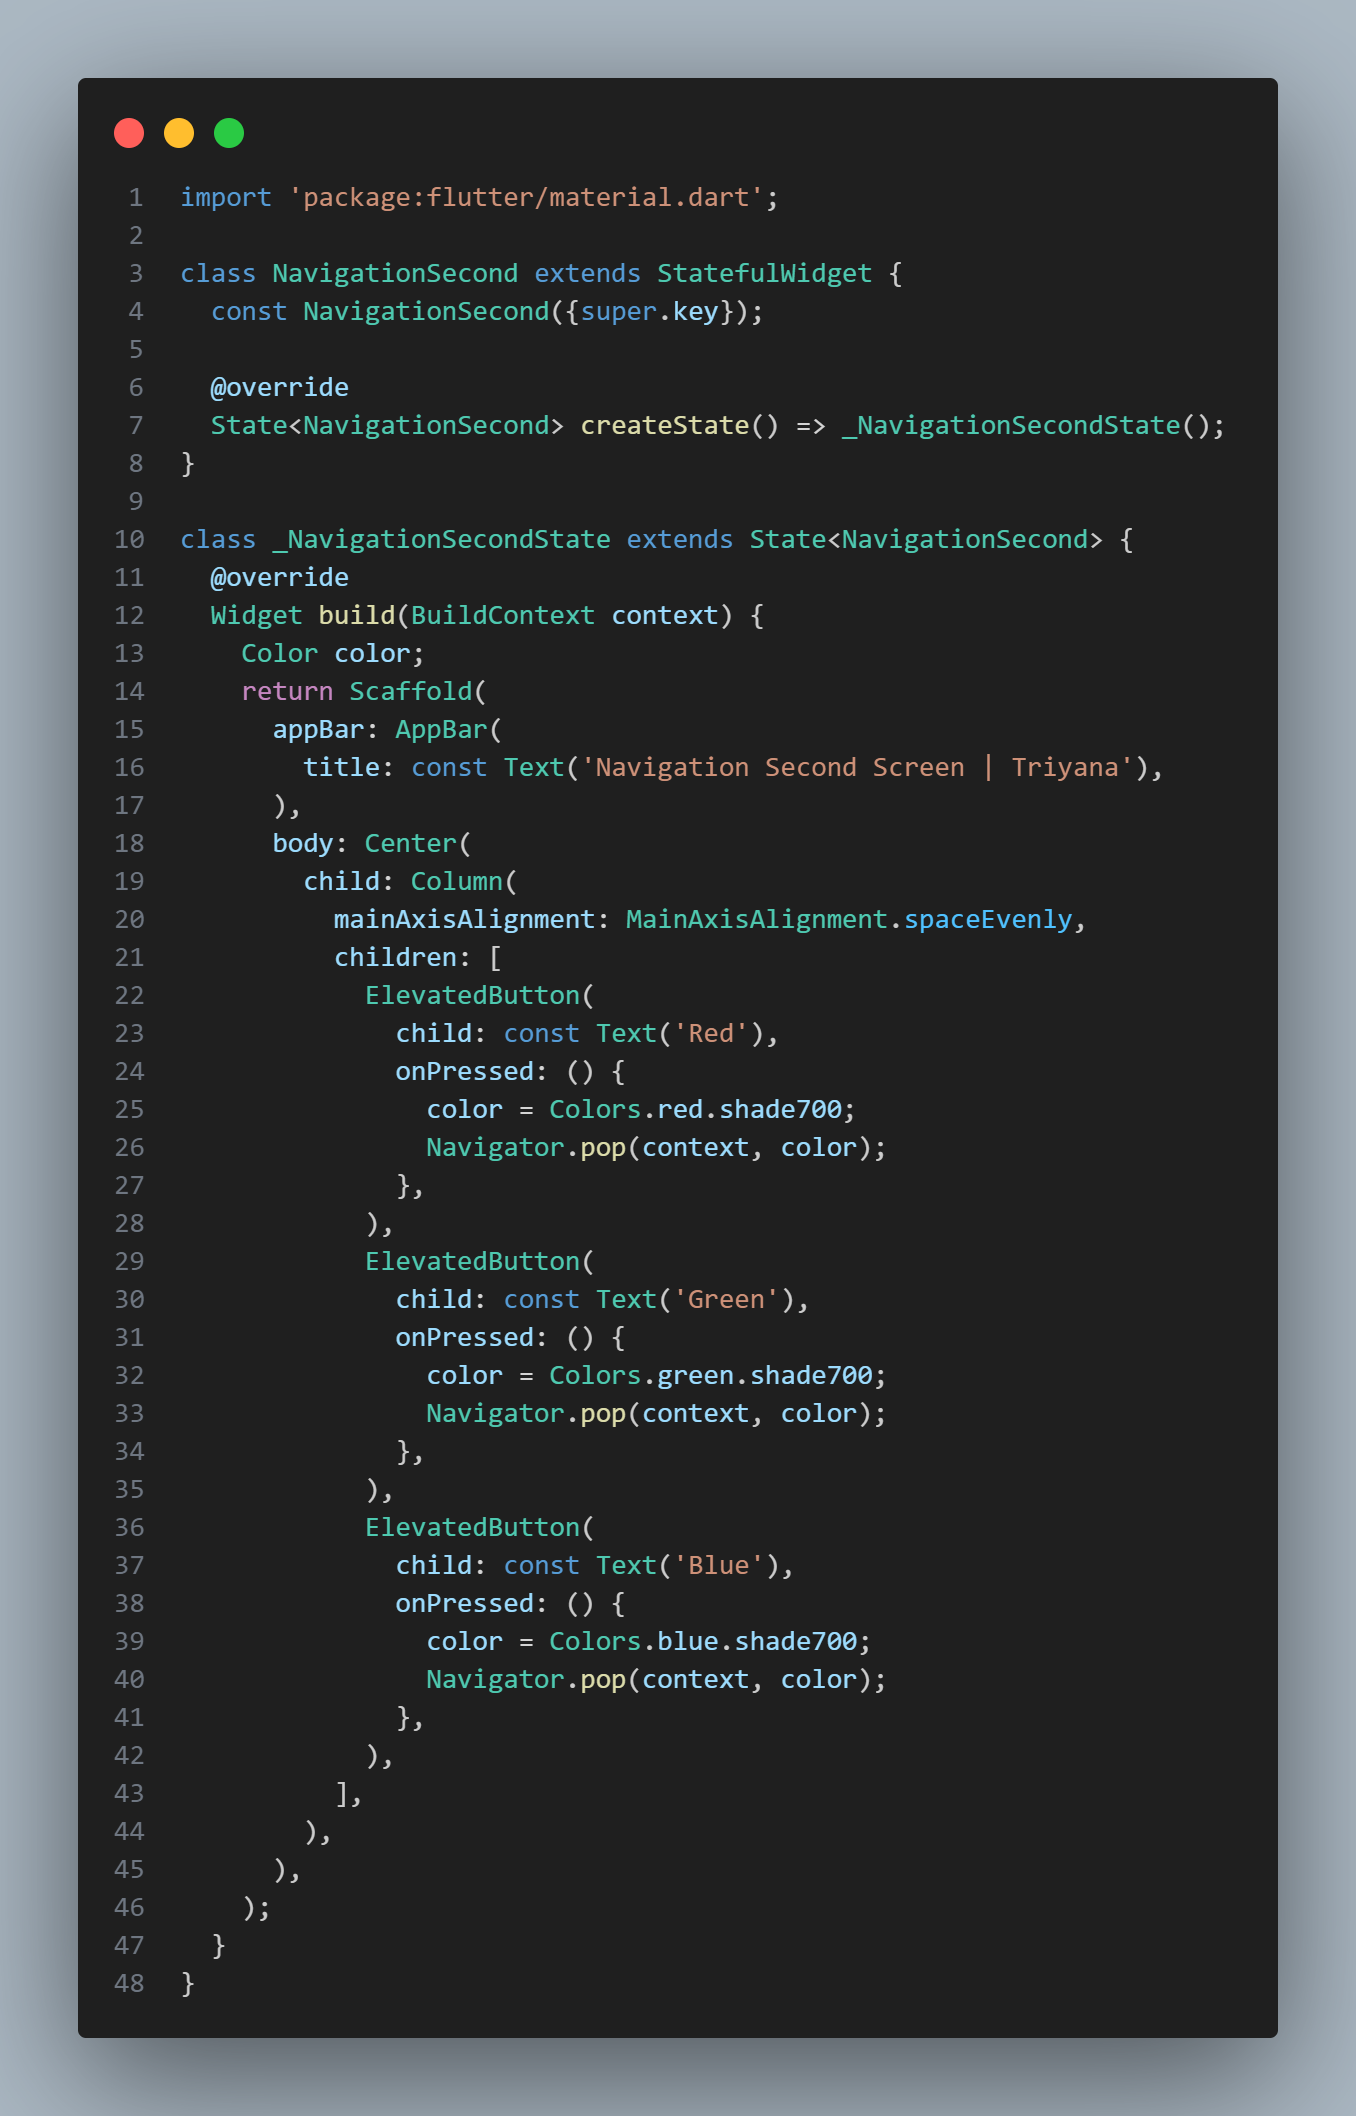 1 import 'package:flutter/material.dart';
2
3 class NavigationSecond extends StatefulWidget {
4   const NavigationSecond({super.key});
5
6   @override
7   State<NavigationSecond> createState() => _NavigationSecondState();
8 }
9
10 class _NavigationSecondState extends State<NavigationSecond> {
11   @override
12   Widget build(BuildContext context) {
13     Color color;
14     return Scaffold(
15       appBar: AppBar(
16         title: const Text('Navigation Second Screen | Triyana'),
17       ),
18       body: Center(
19         child: Column(
20           mainAxisAlignment: MainAxisAlignment.spaceEvenly,
21           children: [
22             ElevatedButton(
23               child: const Text('Red'),
24               onPressed: () {
25                 color = Colors.red.shade700;
26                 Navigator.pop(context, color);
27               },
28             ),
29             ElevatedButton(
30               child: const Text('Green'),
31               onPressed: () {
32                 color = Colors.green.shade700;
33                 Navigator.pop(context, color);
34               },
35             ),
36             ElevatedButton(
37               child: const Text('Blue'),
38               onPressed: () {
39                 color = Colors.blue.shade700;
40                 Navigator.pop(context, color);
41               },
42             ),
43           ],
44         ),
45       ),
46     );
47   }
48 }